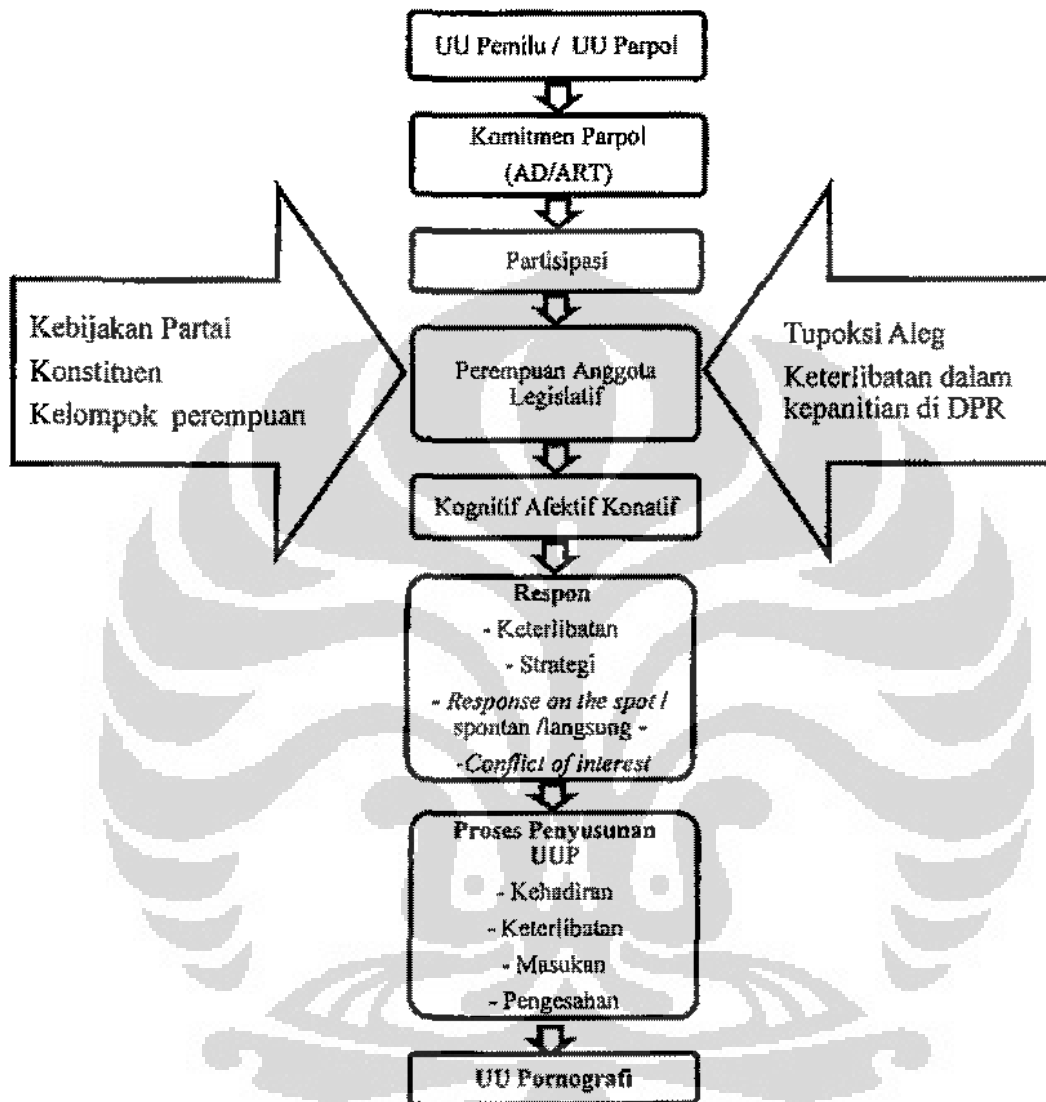 UU Pemilu / UU Parpol
Komitmen Parpol
(AD/ART)
Partisipasi
Kebijakan Partai
Konstituen
Kelompok perempuan
Perempuan Anggota
Legislatif
Tupoksi Aleg
Keterlibatan dalam
kepanitian di DPR
Kognitif Afektif Konatif
Respon
- Keterlibatan
- Strategi
- Response on the spot /
spontan /langsung -
-Conflict of interest
Proses Penyusunan
UUP
- Kehadiran
- Keterlibatan
- Masukan
- Pengesahan
UU Pornografi